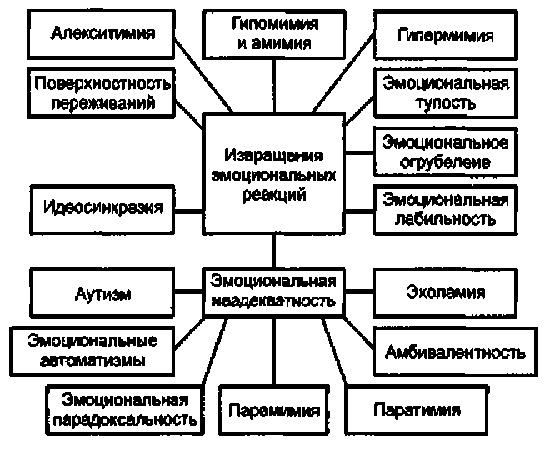 Алекситимия
Гипомимия
и амимия
Гипермимия
Поверхностность
переживаний
Эмоциональная
тупость
Извращения
эмоциональных
реакций
Эмоциональное
огрубелеие
Идеосинкразия
Эмоциональная
лабильность
Аутизм
Эмоциональная
неадекватность
Эхолемия
Эмоциональные
автоматизмы
Амбивалентность
Эмоциональная
парадоксальность
Парамимия
Паратимия